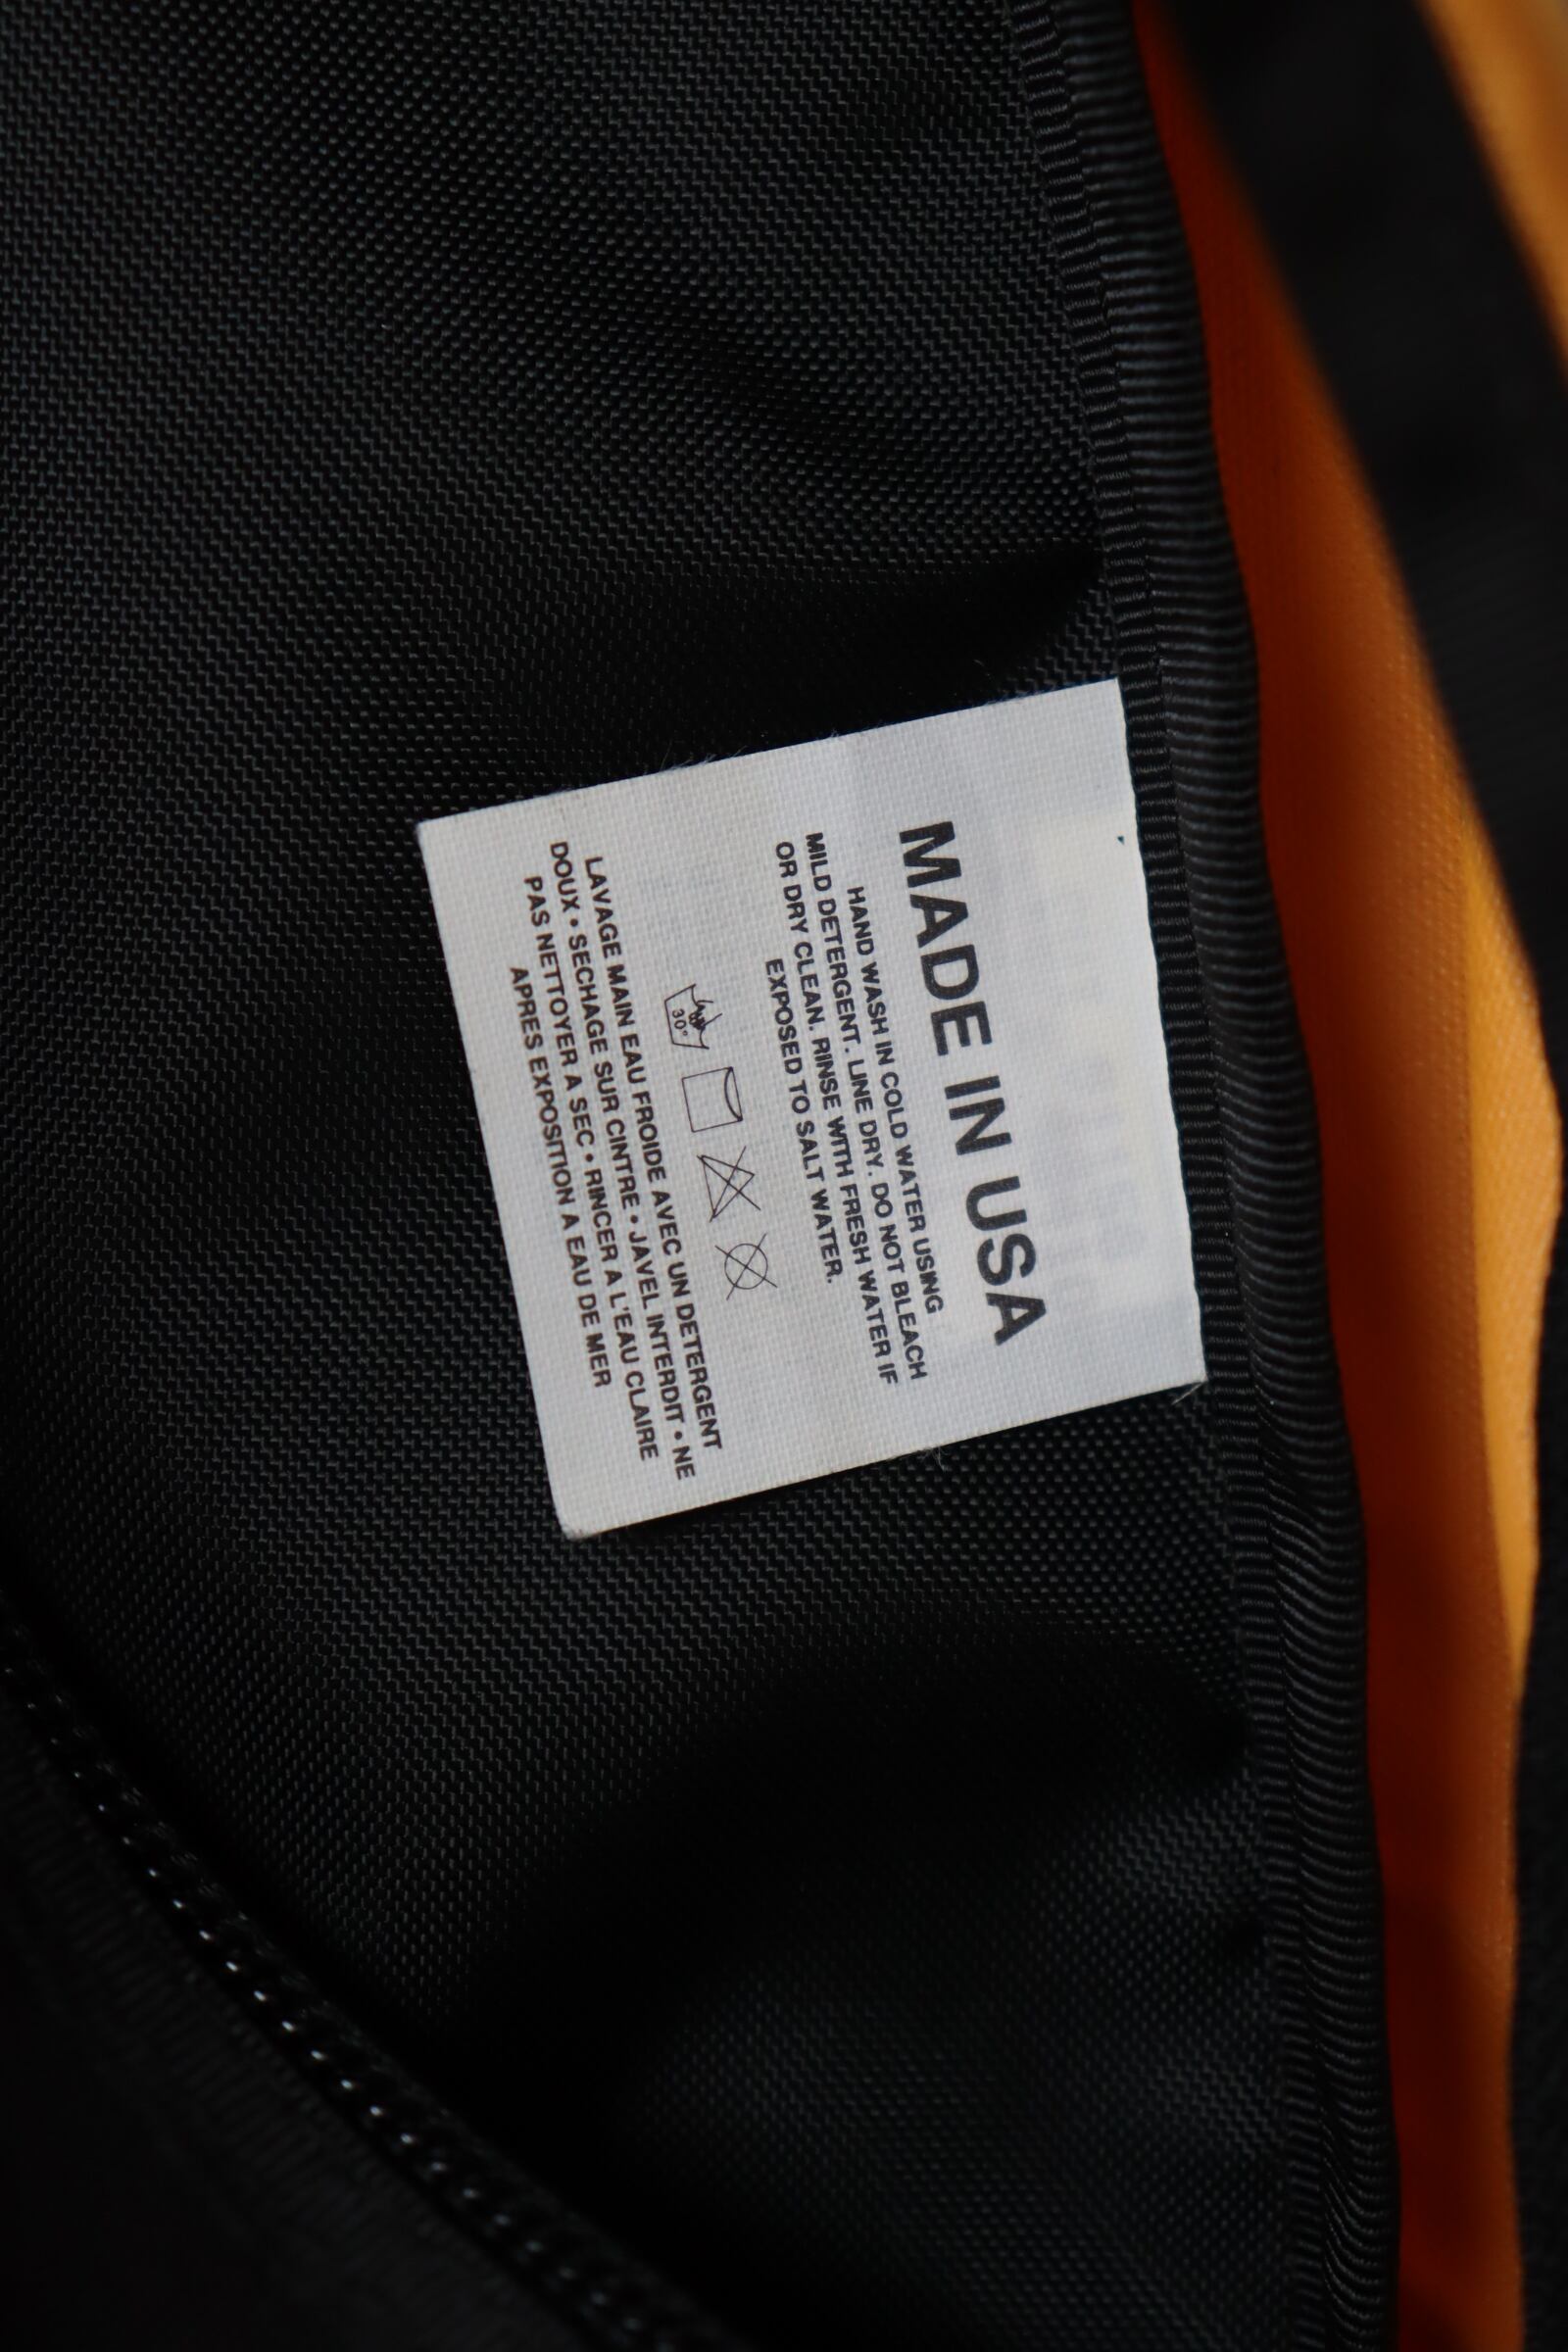 MADE IN USA
HAND WASH IN COLD WATER USING
MILD DETERGENT. LINE DRY. DO NOT BLEACH
OR DRY CLEAN. RINSE WITH FRESH WATER IF
EXPOSED TO SALT WATER.
30°
LAVAGE MAIN EAU FROIDE AVEC UN DETERGENT
DOUX • SECHAGE SUR CINTRE • JAVEL INTERDIT • NE
PAS NETTOYER A SEC • RINCER A L'EAU CLAIRE
APRES EXPOSITION A EAU DE MER